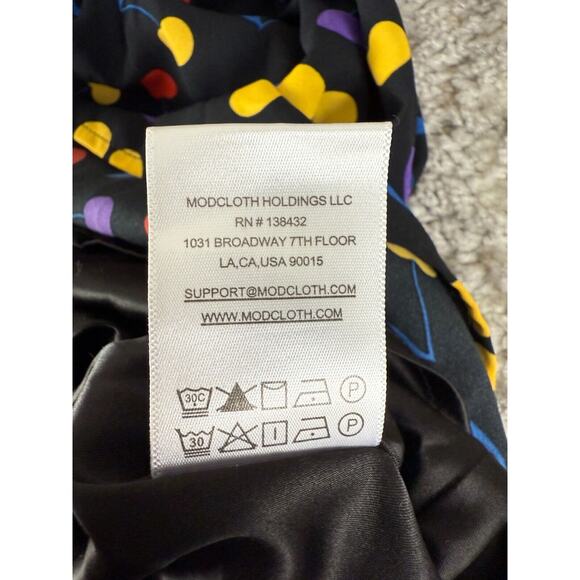 MODCLOTH HOLDINGS LLC
RN # 138432
1031 BROADWAY 7TH FLOOR
LA,CA,USA 90015
SUPPORT@MODCLOTH.COM
WWW.MODCLOTH.COM
30C P
30 P